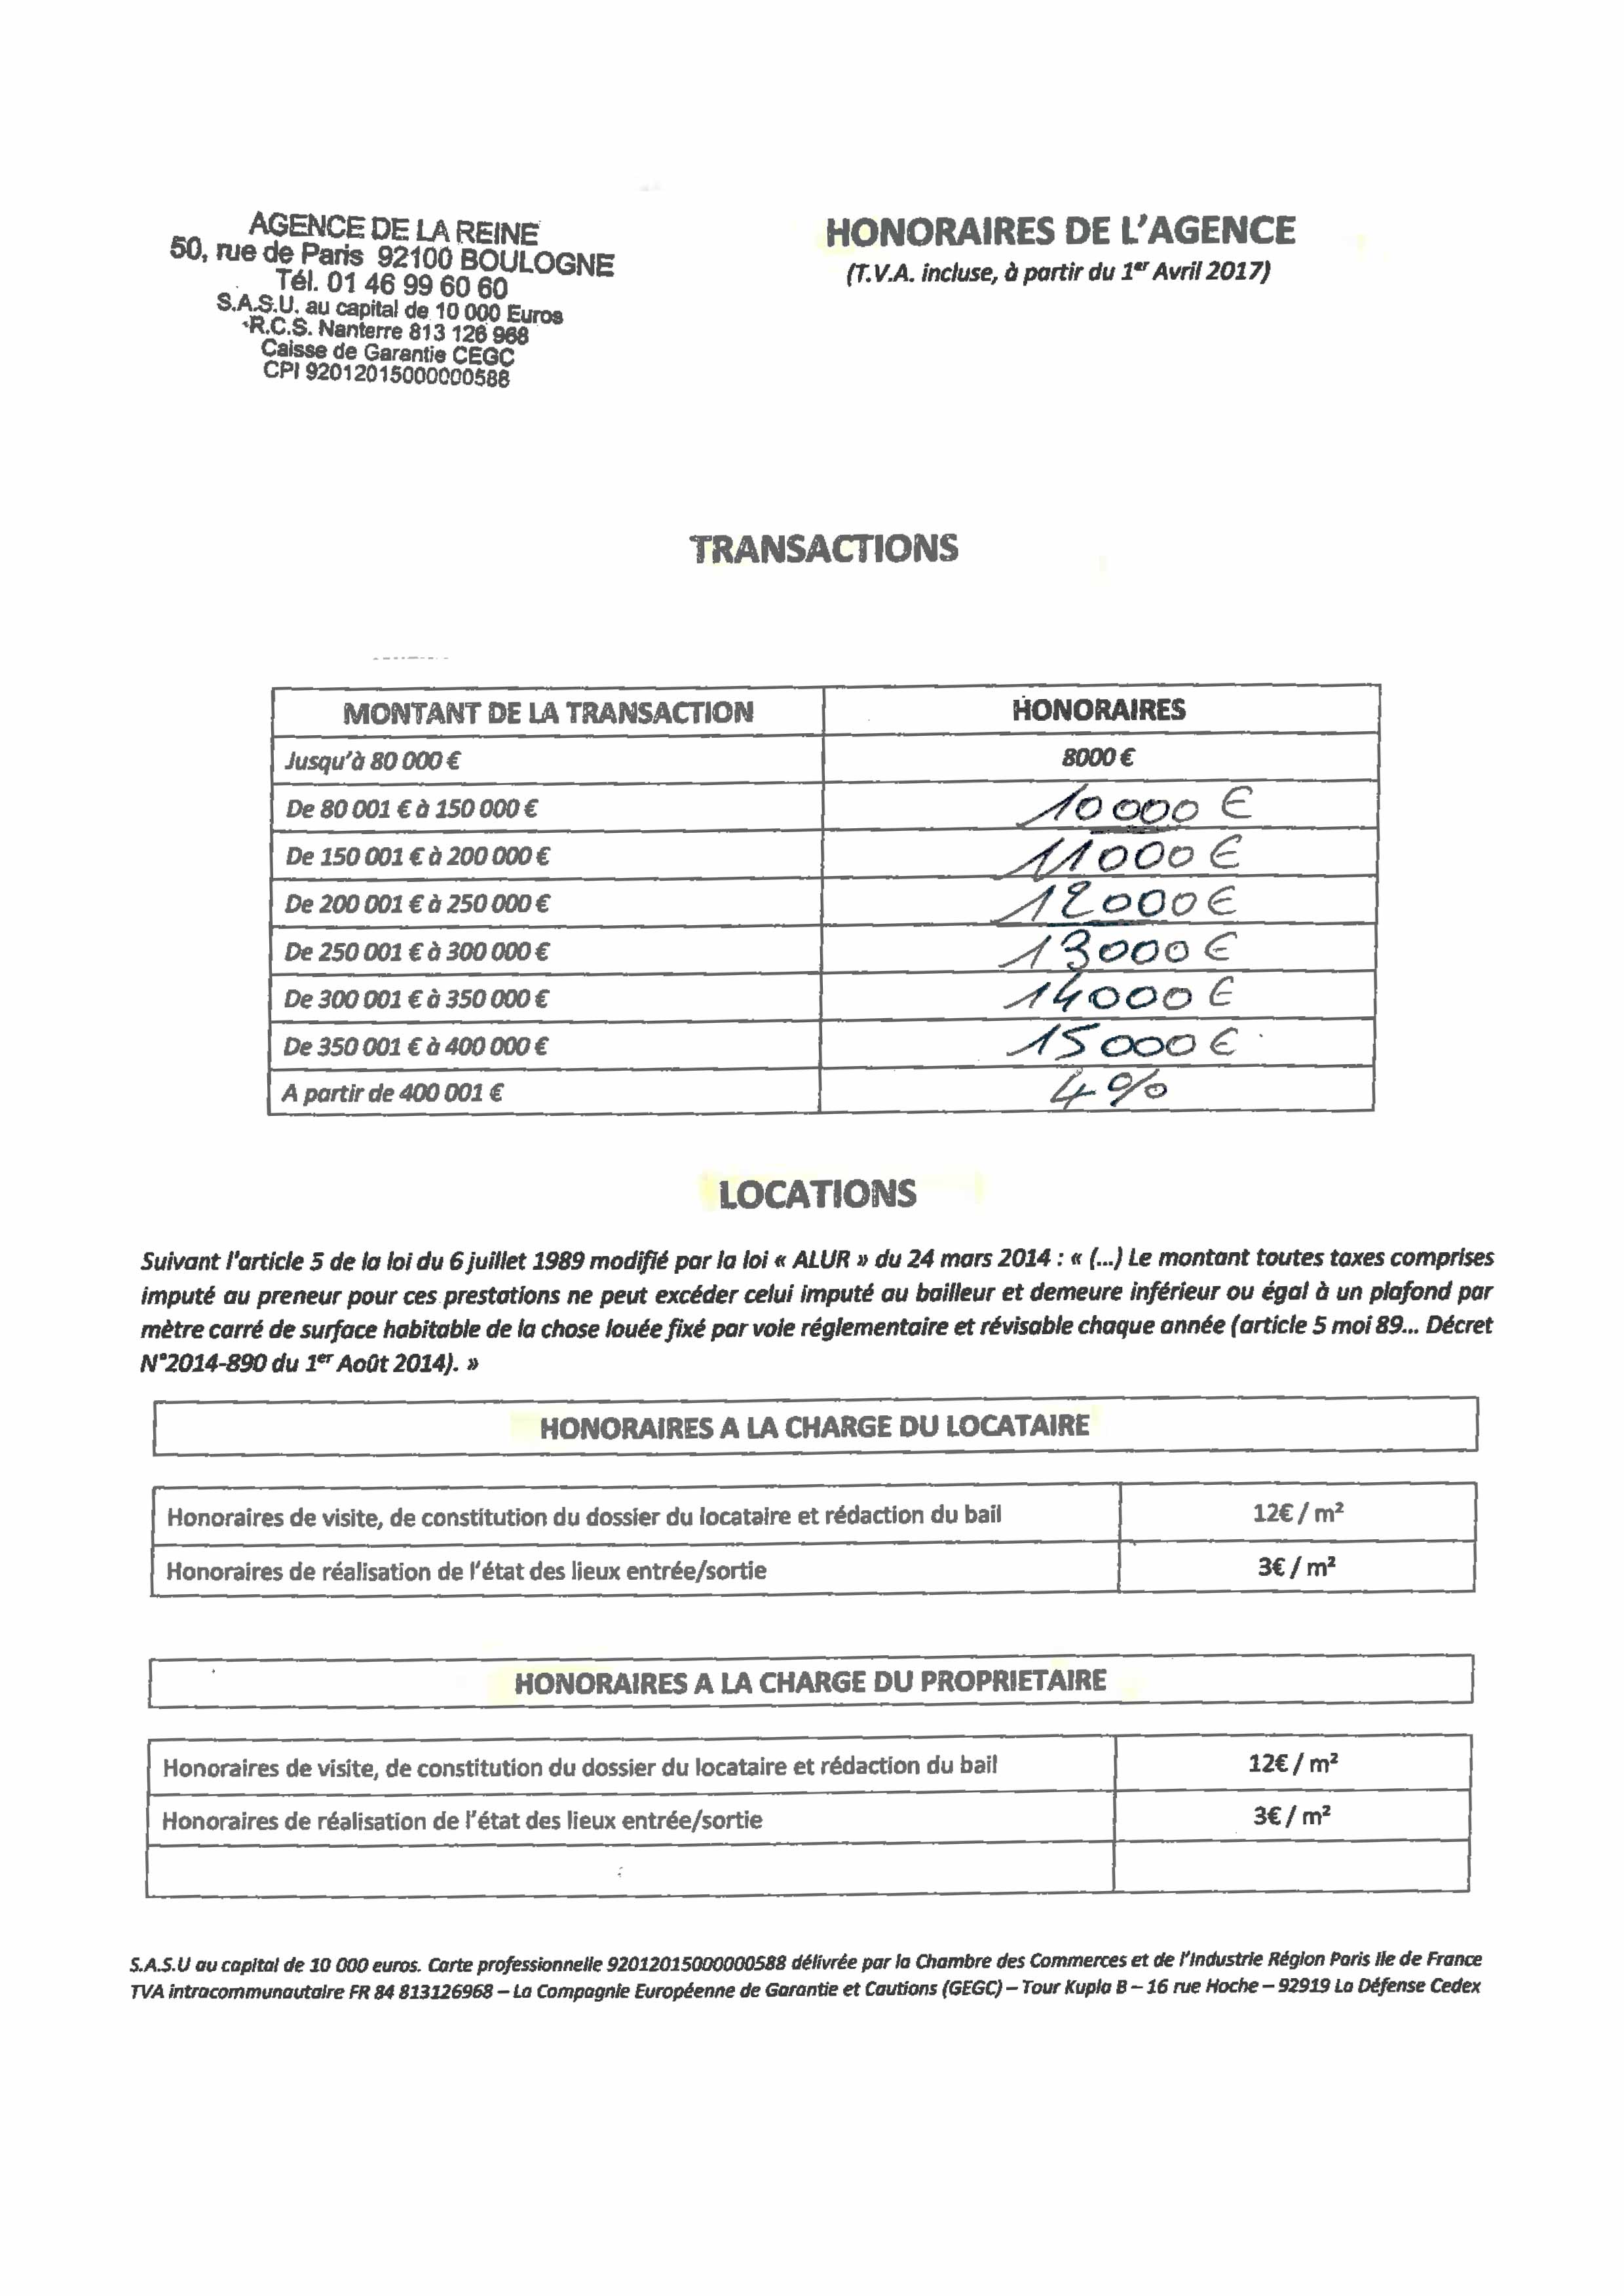 AGENCE DE LA REINE
50, rue de Paris 92100 BOULOGNE
Tél. 01 46 99 60 60
S.A.S.U. au capital de 10 000 Euros
R.C.S. Nanterre 813 126 968
Caisse de Garantie CEGC
CPI 92012015000000588
HONORAIRES DE L'AGENCE
(T.V.A. incluse, à partir du 1er Avril 2017)
TRANSACTIONS
MONTANT DE LA TRANSACTION HONORAIRES
Jusqu'à 80 000 € 8000 €
De 80 001 € à 150 000 € 10 000 €
De 150 001 € à 200 000 € 11000 €
De 200 001 € à 250 000 € 12000 €
De 250 001 € à 300 000 € 13000 €
De 300 001 € à 350 000 € 14000 €
De 350 001 € à 400 000 € 15 000 €
A partir de 400 001 € 4 %
LOCATIONS
Suivant l'article 5 de la loi du 6 juillet 1989 modifié par la loi « ALUR » du 24 mars 2014 : « (...) Le montant toutes taxes comprises
imputé au preneur pour ces prestations ne peut excéder celui imputé au bailleur et demeure inférieur ou égal à un plafond par
mètre carré de surface habitable de la chose louée fixé par voie réglementaire et révisable chaque année (article 5 moi 89... Décret
N°2014-890 du 1er Août 2014). »
HONORAIRES A LA CHARGE DU LOCATAIRE
Honoraires de visite, de constitution du dossier du locataire et rédaction du bail 12€ / m²
Honoraires de réalisation de l'état des lieux entrée/sortie 3€ / m²
HONORAIRES A LA CHARGE DU PROPRIETAIRE
Honoraires de visite, de constitution du dossier du locataire et rédaction du bail 12€ / m²
Honoraires de réalisation de l'état des lieux entrée/sortie 3€ / m²
S.A.S.U au capital de 10 000 euros. Carte professionnelle 92012015000000588 délivrée par la Chambre des Commerces et de l'Industrie Région Paris Ile de France
TVA intracommunautaire FR 84 813126968 – La Compagnie Européenne de Garantie et Cautions (GEGC) – Tour Kupla B – 16 rue Hoche – 92919 La Défense Cedex